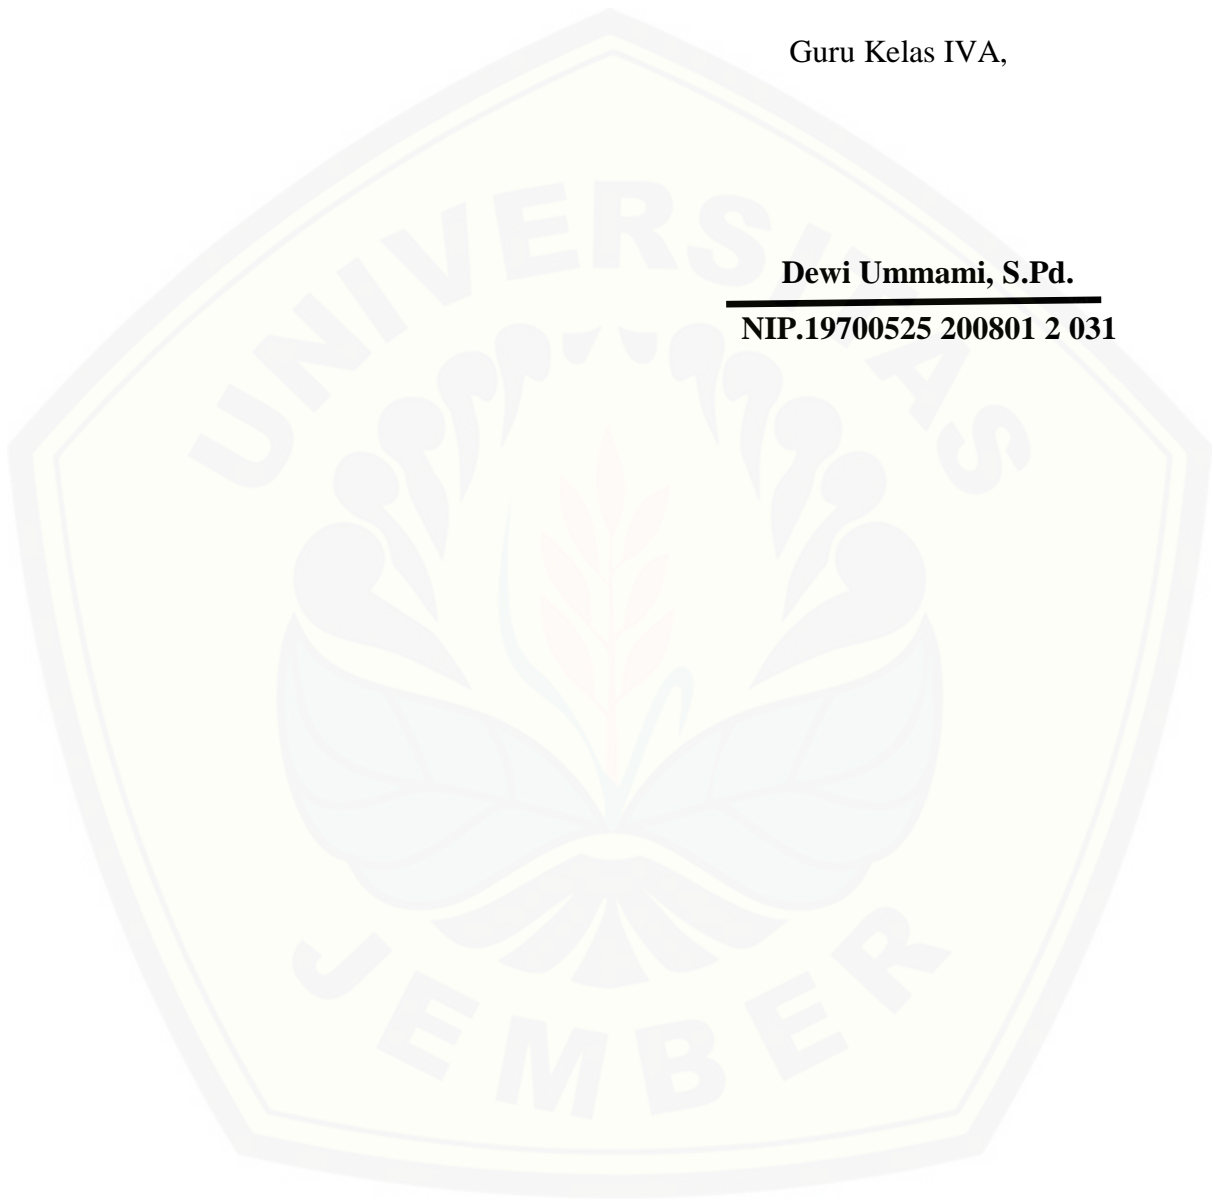 Guru Kelas IVA,
Dewi Ummami, S.Pd.
NIP.19700525 200801 2 031
UNIVERSITAS
JEMBER